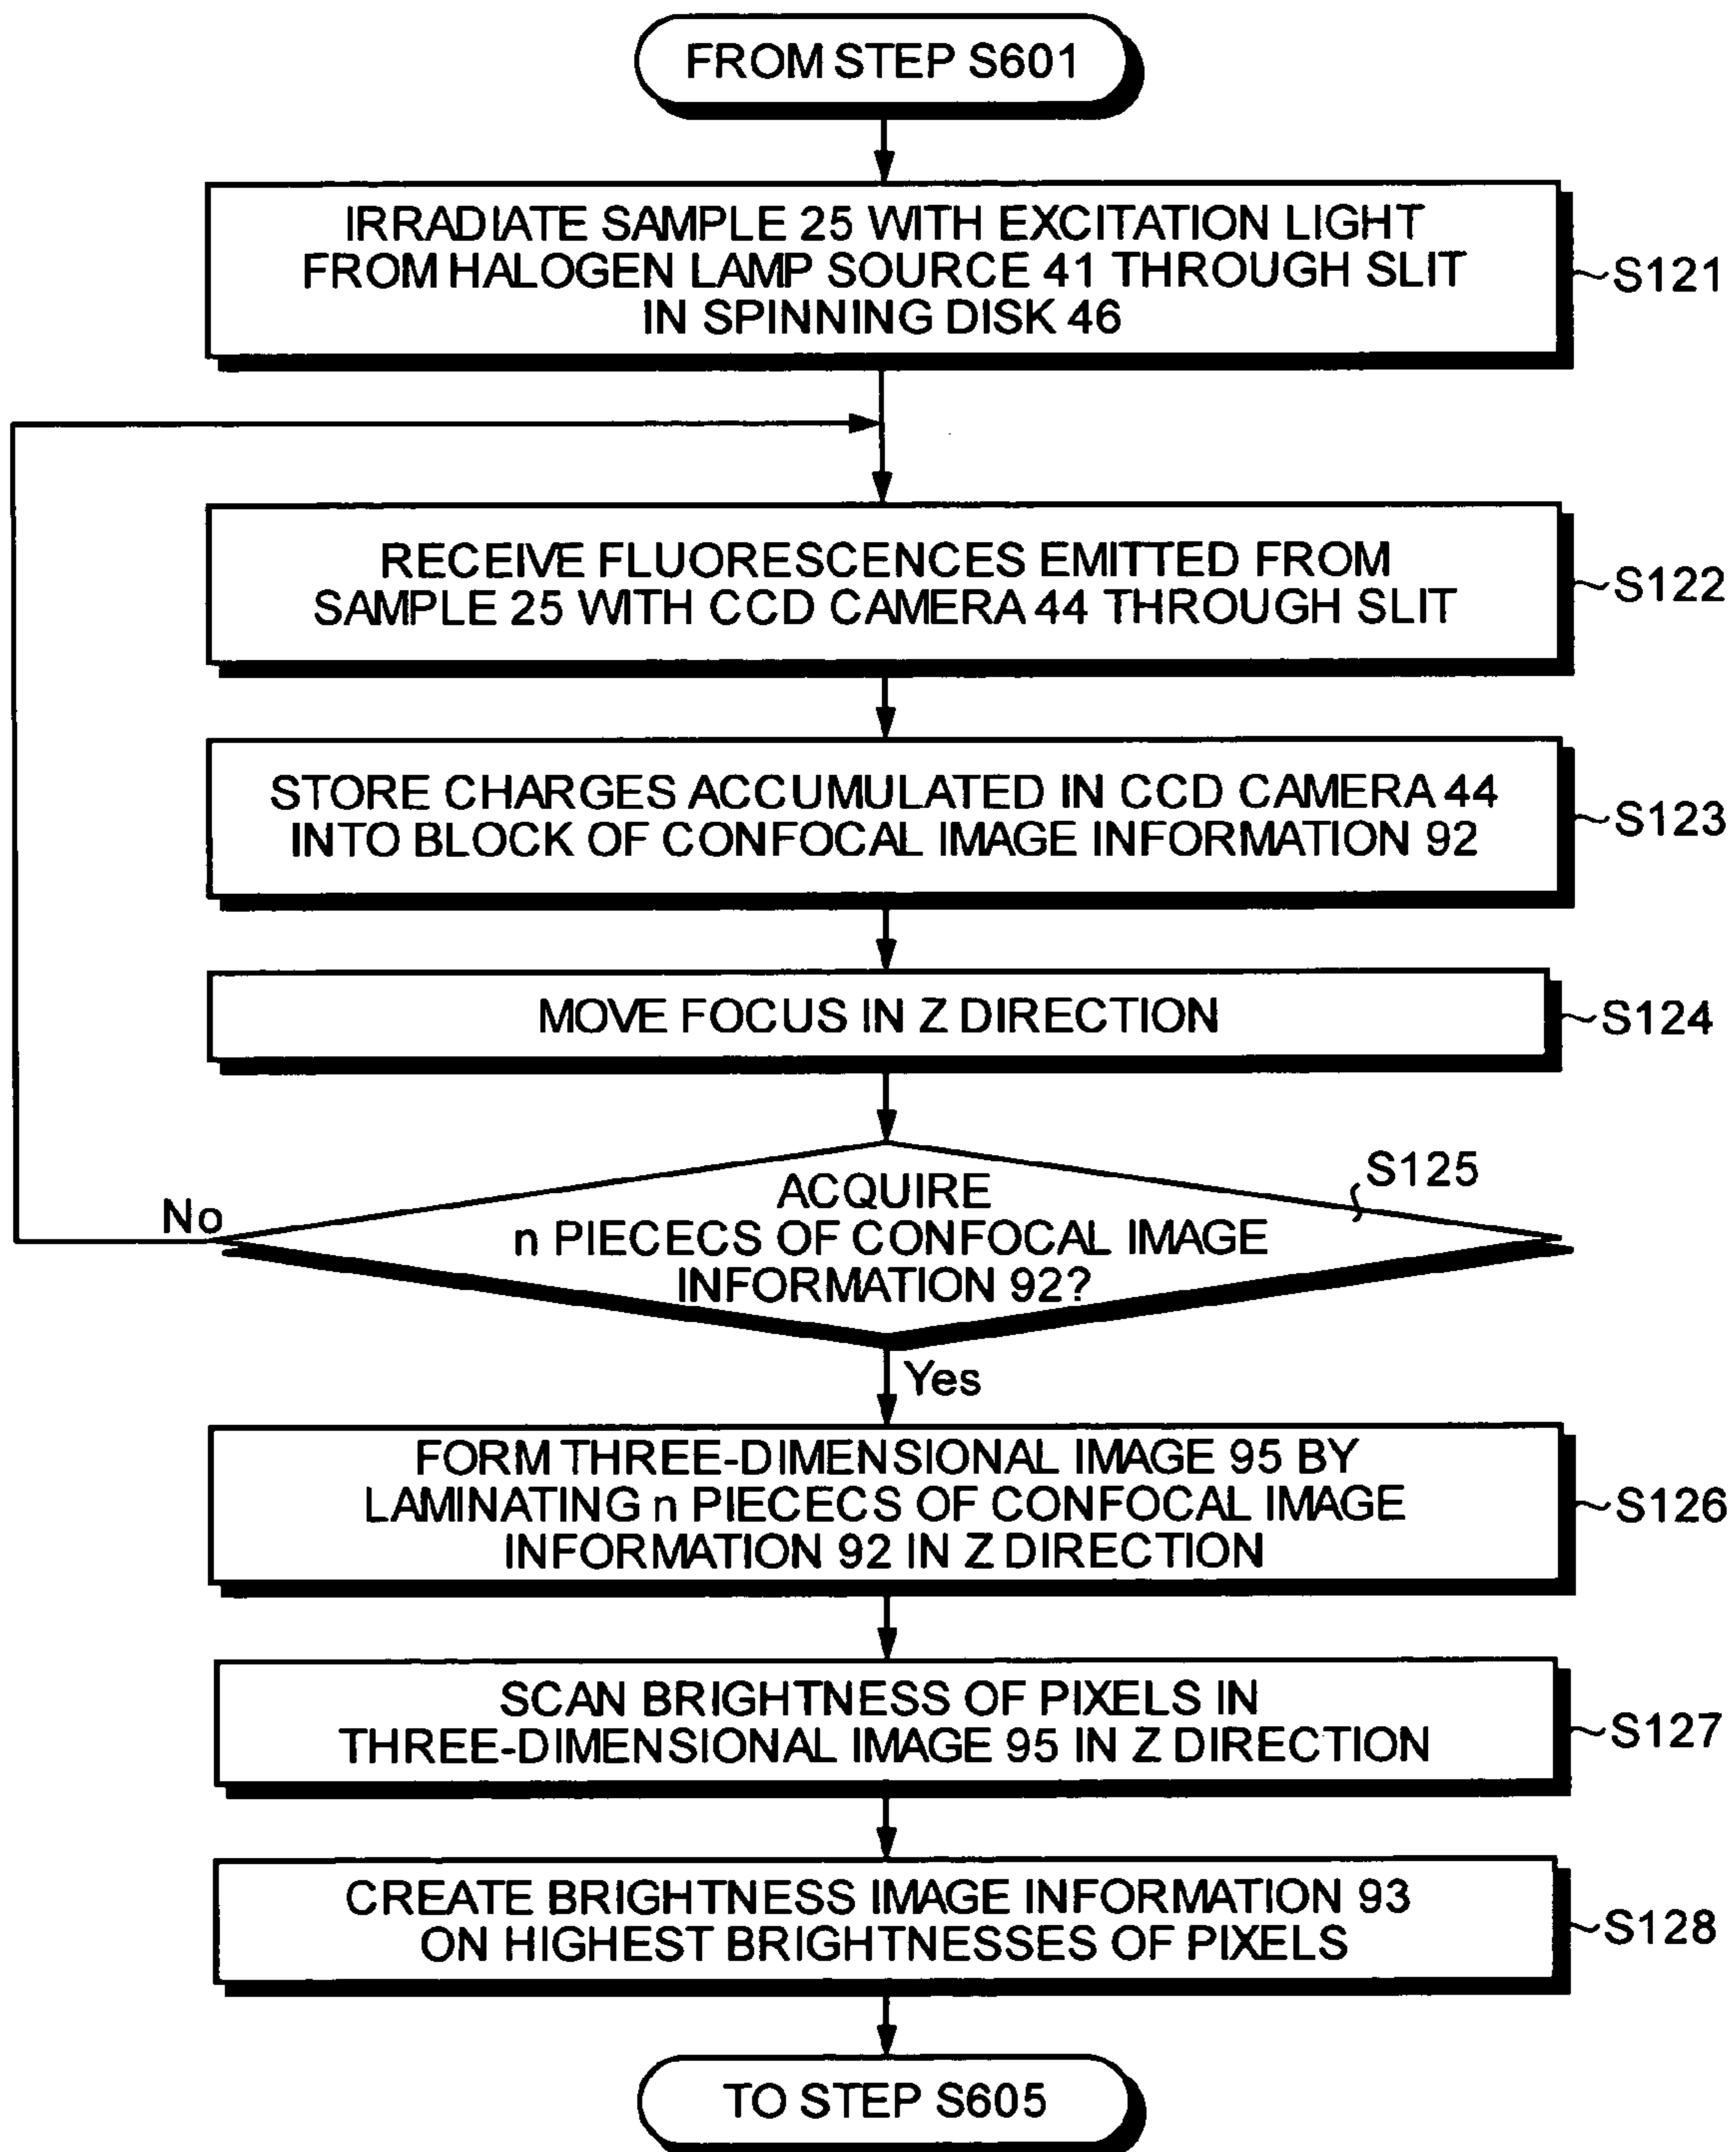 FROM STEP S601
IRRADIATE SAMPLE 25 WITH EXCITATION LIGHT
FROM HALOGEN LAMP SOURCE 41 THROUGH SLIT
IN SPINNING DISK 46
S121
RECEIVE FLUORESCENCES EMITTED FROM
SAMPLE 25 WITH CCD CAMERA 44 THROUGH SLIT
S122
STORE CHARGES ACCUMULATED IN CCD CAMERA 44
INTO BLOCK OF CONFOCAL IMAGE INFORMATION 92
S123
MOVE FOCUS IN Z DIRECTION
S124
S125
ACQUIRE
n PIECECS OF CONFOCAL IMAGE
INFORMATION 92?
No
Yes
FORM THREE-DIMENSIONAL IMAGE 95 BY
LAMINATING n PIECECS OF CONFOCAL IMAGE
INFORMATION 92 IN Z DIRECTION
S126
SCAN BRIGHTNESS OF PIXELS IN
THREE-DIMENSIONAL IMAGE 95 IN Z DIRECTION
S127
CREATE BRIGHTNESS IMAGE INFORMATION 93
ON HIGHEST BRIGHTNESSES OF PIXELS
S128
TO STEP S605